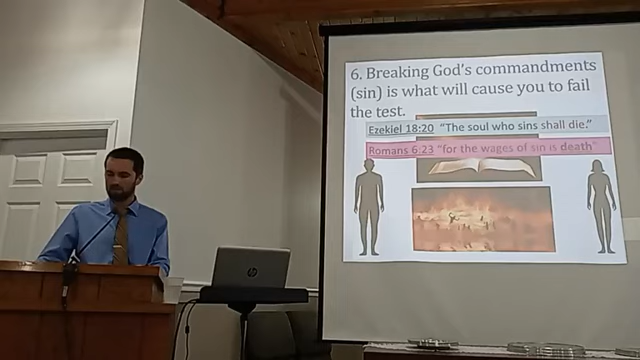 6. Breaking God's commandments
(sin) is what will cause you to fail
the test.
Ezekiel 18:20 "The soul who sins shall die."
Romans 6:23 "for the wages of sin is death"
hp